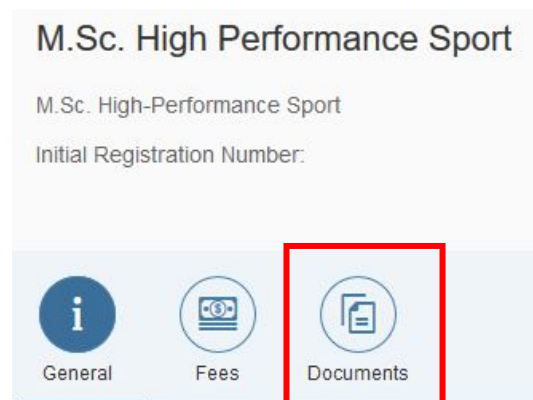 M.Sc. High Performance Sport
M.Sc. High-Performance Sport
Initial Registration Number:
General Fees Documents